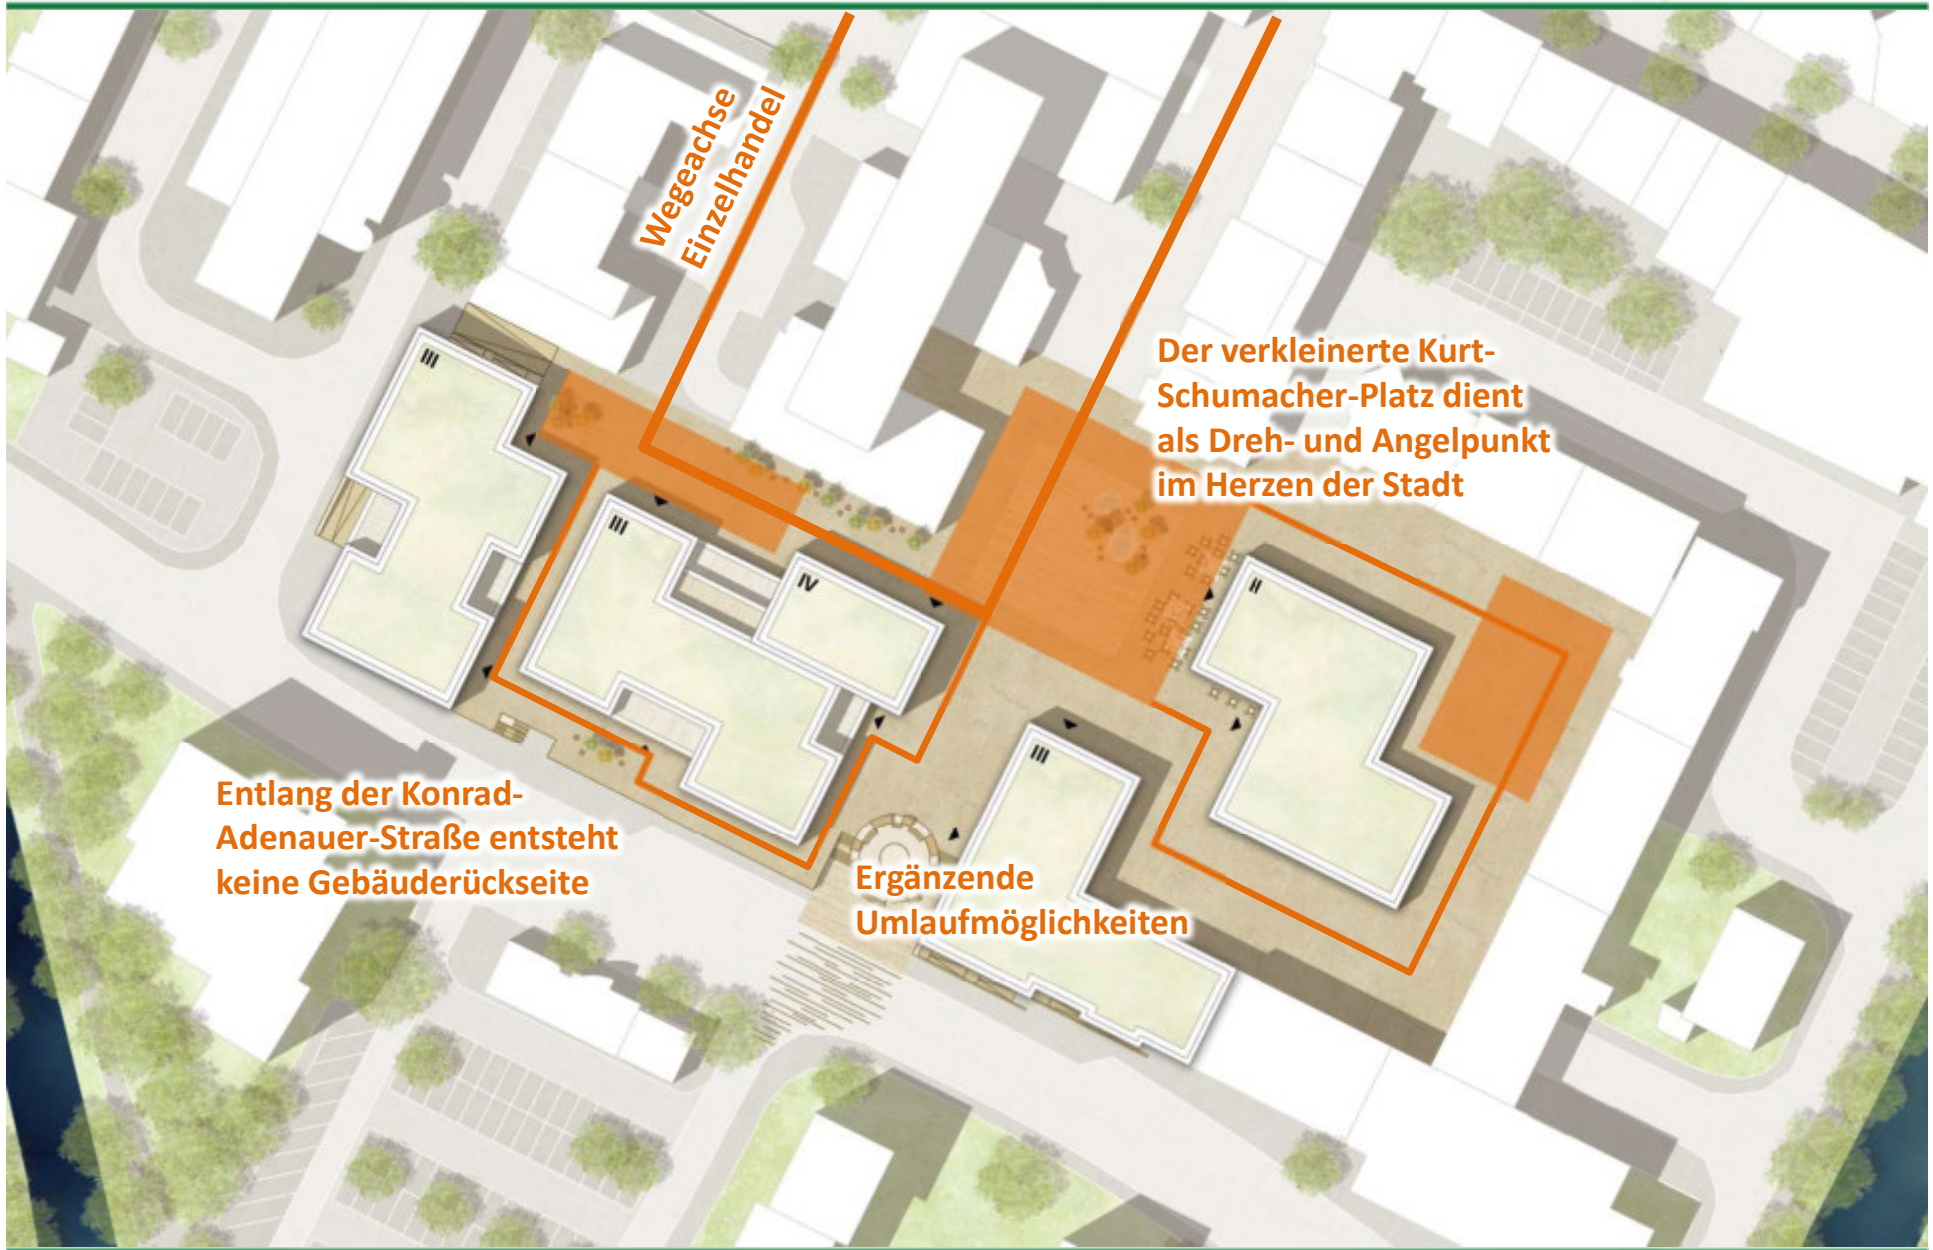 Wegeachse
Einzelhandel
Der verkleinerte Kurt-
Schumacher-Platz dient
als Dreh- und Angelpunkt
im Herzen der Stadt
III
III
IV
II
III
Entlang der Konrad-
Adenauer-Straße entsteht
keine Gebäuderückseite
Ergänzende
Umlaufmöglichkeiten